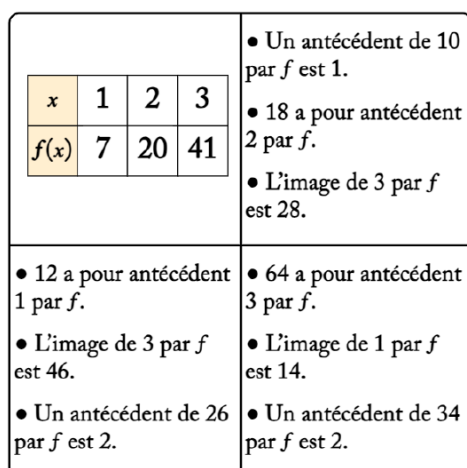 x 1 2 3
f(x) 7 20 41
● Un antécédent de 10
par f est 1.
● 18 a pour antécédent
2 par f.
● L'image de 3 par f
est 28.
● 12 a pour antécédent
1 par f.
● L'image de 3 par f
est 46.
● Un antécédent de 26
par f est 2.
● 64 a pour antécédent
3 par f.
● L'image de 1 par f
est 14.
● Un antécédent de 34
par f est 2.